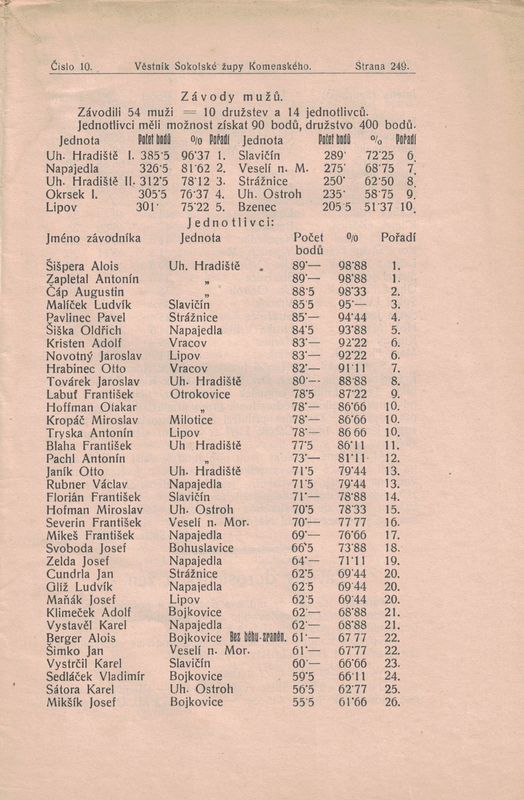 Číslo 10. Věstník Sokolské župy Komenského. Strana 249.
Závody mužů.
Závodili 54 muži = 10 družstev a 14 jednotlivců.
Jednotlivci měli možnost získat 90 bodů, družstvo 400 bodů.
Jednota Počet bodů % Pořadí Jednota Počet bodů % Pořadí
Uh. Hradiště I. 385·5 96·37 1. Slavičín 289· 72·25 6.
Napajedla 326·5 81·62 2. Veselí n. M. 275· 68·75 7.
Uh. Hradiště II. 312·5 78·12 3. Strážnice 250· 62·50 8.
Okrsek I. 305·5 76·37 4. Uh. Ostroh 235· 58·75 9.
Lipov 301· 75·22 5. Bzenec 205 5 51·37 10.
Jednotlivci:
Jméno závodníka Jednota Počet bodů % Pořadí
Šišpera Alois Uh. Hradiště 89·— 98·88 1.
Zapletal Antonín „ 89·— 98·88 1.
Čáp Augustin „ 88·5 98·33 2.
Malíček Ludvík Slavičín 85·5 95·— 3.
Pavlinec Pavel Strážnice 85·— 94·44 4.
Šiška Oldřich Napajedla 84·5 93·88 5.
Kristen Adolf Vracov 83·— 92·22 6.
Novotný Jaroslav Lipov 83·— 92·22 6.
Hrabinec Otto Vracov 82·— 91·11 7.
Továrek Jaroslav Uh. Hradiště 80·— 88·88 8.
Labuť František Otrokovice 78·5 87·22 9.
Hoffman Otakar „ 78·— 86·66 10.
Kropáč Miroslav Milotice 78·— 86·66 10.
Tryska Antonín Lipov 78·— 86 66 10.
Blaha František Uh Hradiště 77·5 86·11 11.
Pachl Antonín „ 73·— 81·11 12.
Janík Otto Uh. Hradiště 71·5 79·44 13.
Rubner Václav Napajedla 71·5 79·44 13.
Florián František Slavičín 71·— 78·88 14.
Hofman Miroslav Uh. Ostroh 70·5 78·33 15.
Severin František Veselí n. Mor. 70·— 77 77 16.
Mikeš František Napajedla 69·— 76·66 17.
Svoboda Josef Bohuslavice 66·5 73·88 18.
Zelda Josef Napajedla 64·— 71·11 19.
Cundrla Jan Strážnice 62·5 69·44 20.
Glíž Ludvík Napajedla 62·5 69·44 20.
Maňák Josef Lipov 62·5 69·44 20.
Klimeček Adolf Bojkovice 62·— 68·88 21.
Vystavěl Karel Napajedla 62·— 68·88 21.
Berger Alois Bojkovice Bez běhu-zraněn. 61·— 67 77 22.
Šimko Jan Veselí n. Mor. 61·— 67·77 22.
Vystrčil Karel Slavičín 60·— 66·66 23.
Sedláček Vladimír Bojkovice 59·5 66·11 24.
Sátora Karel Uh. Ostroh 56·5 62·77 25.
Mikšík Josef Bojkovice 55·5 61·66 26.